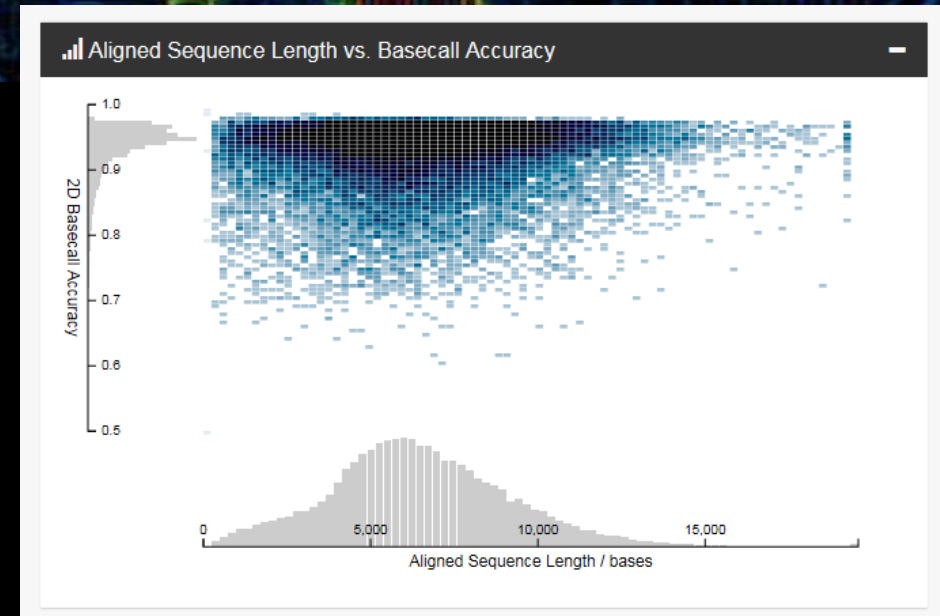 Aligned Sequence Length vs. Basecall Accuracy
1.0
0.9
0.8
0.7
0.6
0.5
2D Basecall Accuracy
0 5,000 10,000 15,000
Aligned Sequence Length / bases